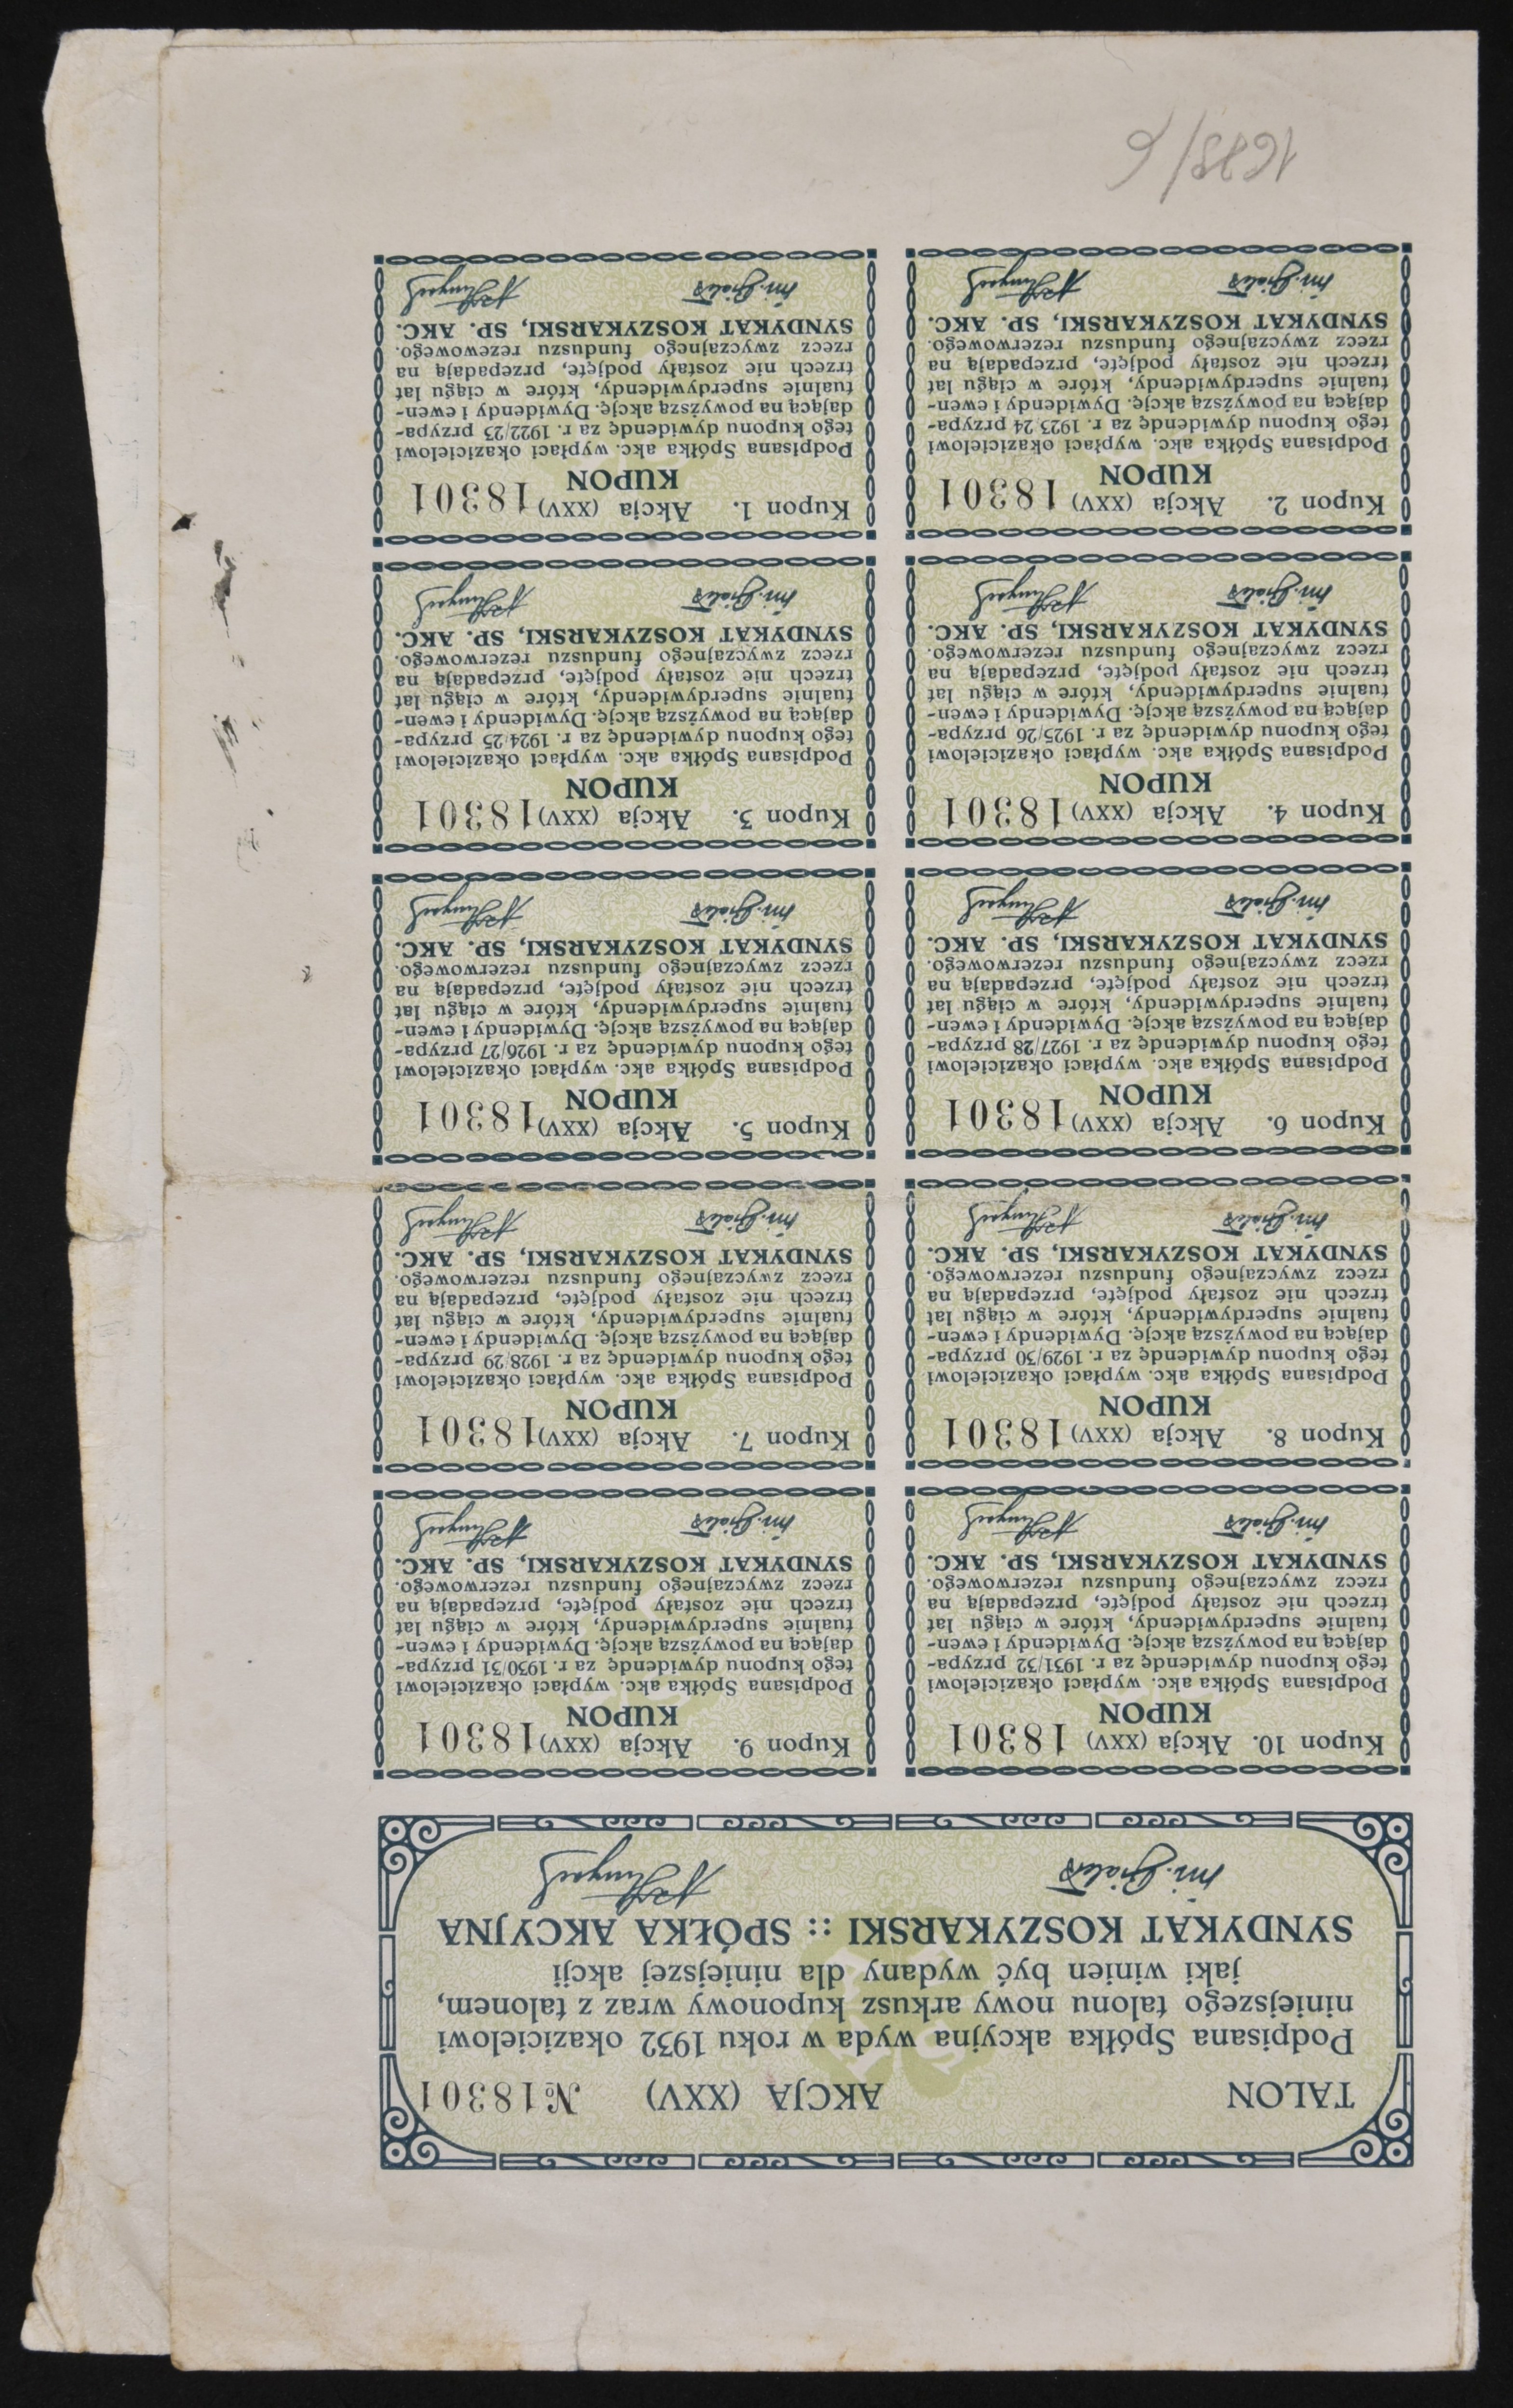 TALON AKCJA (XXV) №18301
Podpisana Spółka akcyjna wyda w roku 1932 okazicielowi
niniejszego talonu nowy arkusz kuponowy wraz z talonem,
jaki winien być wydany dla niniejszej akcji
SYNDYKAT KOSZYKARSKI :: SPÓŁKA AKCYJNA
Kupon 10. Akcja (XXV) 18301
KUPON
Podpisana Spółka akc. wypłaci okazicielowi
tego kuponu dywidendę za r. 1931/32 przypa-
dającą na powyższą akcję. Dywidendy i ewen-
tualnie superdywidendy, które w ciągu lat
trzech nie zostały podjęte, przepadają na
rzecz zwyczajnego funduszu rezerwowego.
SYNDYKAT KOSZYKARSKI, SP. AKC.
Kupon 9. Akcja (XXV) 18301
KUPON
Podpisana Spółka akc. wypłaci okazicielowi
tego kuponu dywidendę za r. 1930/31 przypa-
dającą na powyższą akcję. Dywidendy i ewen-
tualnie superdywidendy, które w ciągu lat
trzech nie zostały podjęte, przepadają na
rzecz zwyczajnego funduszu rezerwowego.
SYNDYKAT KOSZYKARSKI, SP. AKC.
Kupon 8. Akcja (XXV) 18301
KUPON
Podpisana Spółka akc. wypłaci okazicielowi
tego kuponu dywidendę za r. 1929/30 przypa-
dającą na powyższą akcję. Dywidendy i ewen-
tualnie superdywidendy, które w ciągu lat
trzech nie zostały podjęte, przepadają na
rzecz zwyczajnego funduszu rezerwowego.
SYNDYKAT KOSZYKARSKI, SP. AKC.
Kupon 7. Akcja (XXV) 18301
KUPON
Podpisana Spółka akc. wypłaci okazicielowi
tego kuponu dywidendę za r. 1928/29 przypa-
dającą na powyższą akcję. Dywidendy i ewen-
tualnie superdywidendy, które w ciągu lat
trzech nie zostały podjęte, przepadają na
rzecz zwyczajnego funduszu rezerwowego.
SYNDYKAT KOSZYKARSKI, SP. AKC.
Kupon 6. Akcja (XXV) 18301
KUPON
Podpisana Spółka akc. wypłaci okazicielowi
tego kuponu dywidendę za r. 1927/28 przypa-
dającą na powyższą akcję. Dywidendy i ewen-
tualnie superdywidendy, które w ciągu lat
trzech nie zostały podjęte, przepadają na
rzecz zwyczajnego funduszu rezerwowego.
SYNDYKAT KOSZYKARSKI, SP. AKC.
Kupon 5. Akcja (XXV) 18301
KUPON
Podpisana Spółka akc. wypłaci okazicielowi
tego kuponu dywidendę za r. 1926/27 przypa-
dającą na powyższą akcję. Dywidendy i ewen-
tualnie superdywidendy, które w ciągu lat
trzech nie zostały podjęte, przepadają na
rzecz zwyczajnego funduszu rezerwowego.
SYNDYKAT KOSZYKARSKI, SP. AKC.
Kupon 4. Akcja (XXV) 18301
KUPON
Podpisana Spółka akc. wypłaci okazicielowi
tego kuponu dywidendę za r. 1925/26 przypa-
dającą na powyższą akcję. Dywidendy i ewen-
tualnie superdywidendy, które w ciągu lat
trzech nie zostały podjęte, przepadają na
rzecz zwyczajnego funduszu rezerwowego.
SYNDYKAT KOSZYKARSKI, SP. AKC.
Kupon 3. Akcja (XXV) 18301
KUPON
Podpisana Spółka akc. wypłaci okazicielowi
tego kuponu dywidendę za r. 1924/25 przypa-
dającą na powyższą akcję. Dywidendy i ewen-
tualnie superdywidendy, które w ciągu lat
trzech nie zostały podjęte, przepadają na
rzecz zwyczajnego funduszu rezerwowego.
SYNDYKAT KOSZYKARSKI, SP. AKC.
Kupon 2. Akcja (XXV) 18301
KUPON
Podpisana Spółka akc. wypłaci okazicielowi
tego kuponu dywidendę za r. 1923/24 przypa-
dającą na powyższą akcję. Dywidendy i ewen-
tualnie superdywidendy, które w ciągu lat
trzech nie zostały podjęte, przepadają na
rzecz zwyczajnego funduszu rezerwowego.
SYNDYKAT KOSZYKARSKI, SP. AKC.
Kupon 1. Akcja (XXV) 18301
KUPON
Podpisana Spółka akc. wypłaci okazicielowi
tego kuponu dywidendę za r. 1922/23 przypa-
dającą na powyższą akcję. Dywidendy i ewen-
tualnie superdywidendy, które w ciągu lat
trzech nie zostały podjęte, przepadają na
rzecz zwyczajnego funduszu rezewowego.
SYNDYKAT KOSZYKARSKI, SP. AKC.